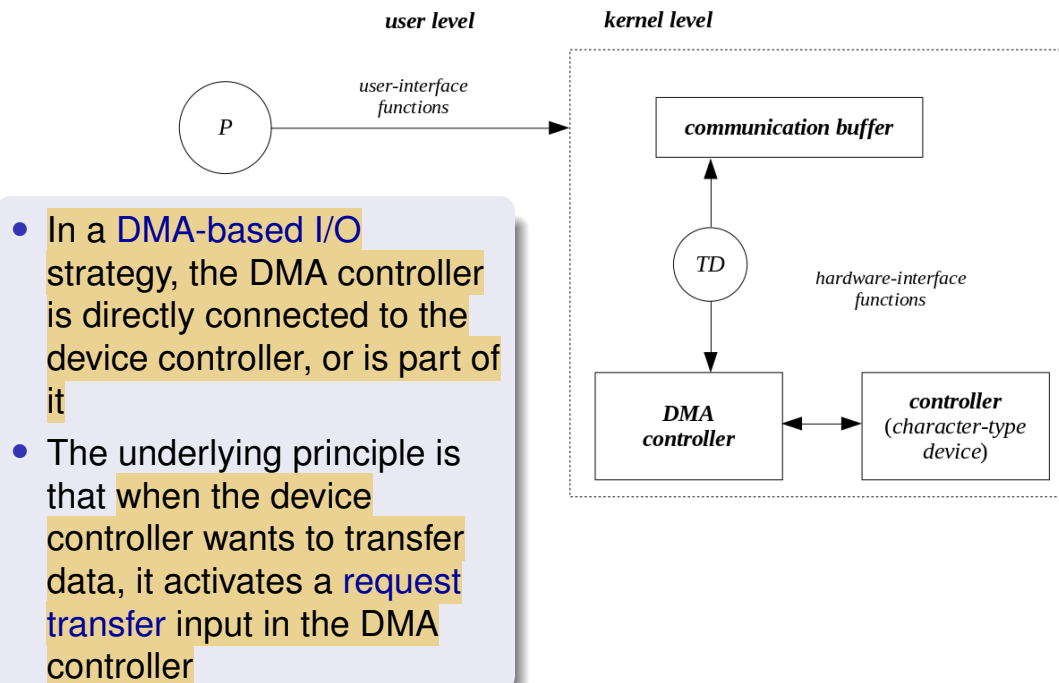 user level
kernel level
user-interface
functions
P
communication buffer
TD
hardware-interface
functions
DMA
controller
controller
(character-type
device)
• In a DMA-based I/O
strategy, the DMA controller
is directly connected to the
device controller, or is part of
it
• The underlying principle is
that when the device
controller wants to transfer
data, it activates a request
transfer input in the DMA
controller